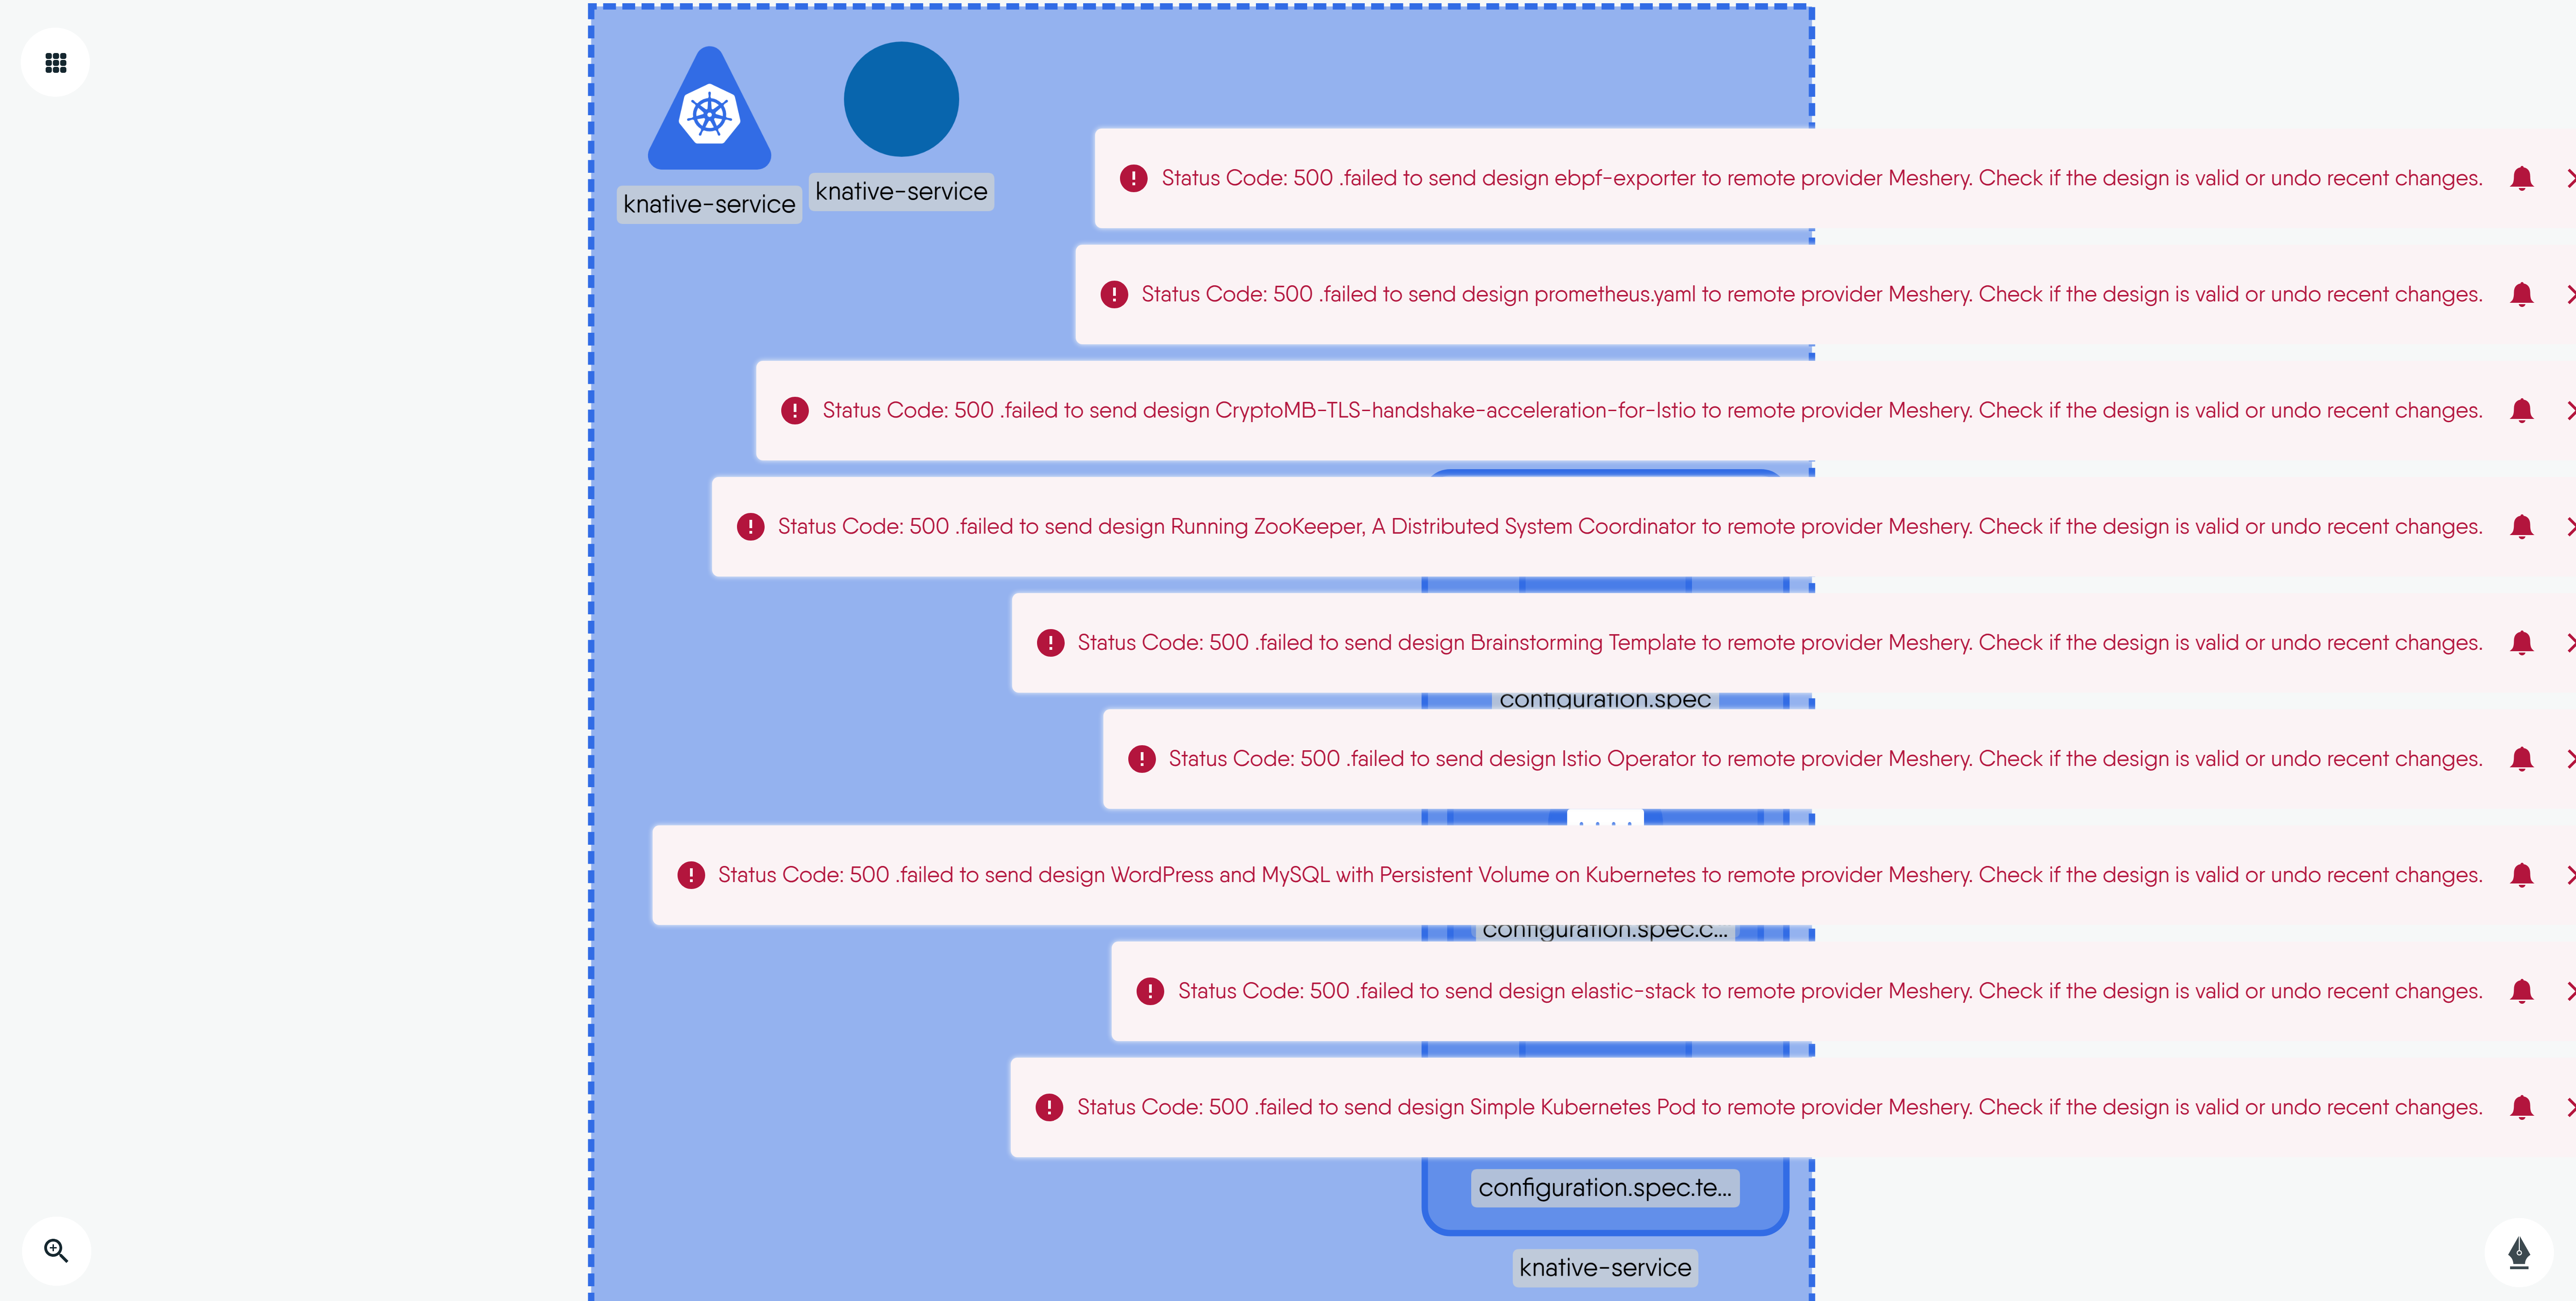 knative-service
knative-service
Status Code: 500 .failed to send design ebpf-exporter to remote provider Meshery. Check if the design is valid or undo recent changes.
Status Code: 500 .failed to send design prometheus.yaml to remote provider Meshery. Check if the design is valid or undo recent changes.
Status Code: 500 .failed to send design CryptoMB-TLS-handshake-acceleration-for-Istio to remote provider Meshery. Check if the design is valid or undo recent changes.
Status Code: 500 .failed to send design Running ZooKeeper, A Distributed System Coordinator to remote provider Meshery. Check if the design is valid or undo recent changes.
Status Code: 500 .failed to send design Brainstorming Template to remote provider Meshery. Check if the design is valid or undo recent changes.
configuration.spec
Status Code: 500 .failed to send design Istio Operator to remote provider Meshery. Check if the design is valid or undo recent changes.
Status Code: 500 .failed to send design WordPress and MySQL with Persistent Volume on Kubernetes to remote provider Meshery. Check if the design is valid or undo recent changes.
configuration.spec.c...
Status Code: 500 .failed to send design elastic-stack to remote provider Meshery. Check if the design is valid or undo recent changes.
Status Code: 500 .failed to send design Simple Kubernetes Pod to remote provider Meshery. Check if the design is valid or undo recent changes.
configuration.spec.te...
knative-service